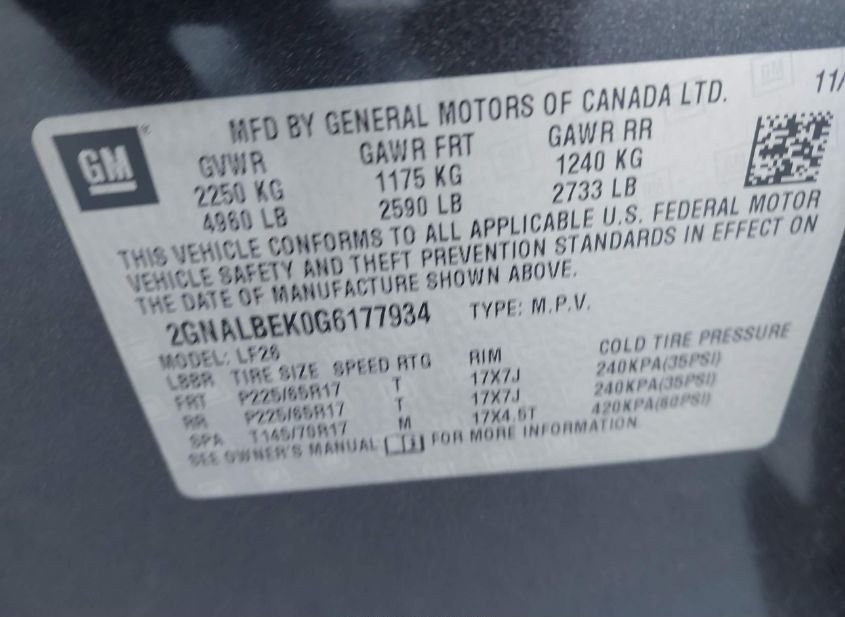 GM
®
MFD BY GENERAL MOTORS OF CANADA LTD.
11/
GVWR GAWR FRT GAWR RR
2250 KG 1175 KG 1240 KG
4960 LB 2590 LB 2733 LB
THIS VEHICLE CONFORMS TO ALL APPLICABLE U.S. FEDERAL MOTOR
VEHICLE SAFETY AND THEFT PREVENTION STANDARDS IN EFFECT ON
THE DATE OF MANUFACTURE SHOWN ABOVE.
2GNALBEK0G6177934 TYPE: M.P.V.
MODEL: LF26
L88R TIRE SIZE SPEED RTG RIM COLD TIRE PRESSURE
FRT P225/65R17 T 17X7J 240KPA(35PSI)
RR P225/65R17 T 17X7J 240KPA(35PSI)
SPA T145/70R17 M 17X4.5T 420KPA(60PSI)
SEE OWNER'S MANUAL FOR MORE INFORMATION.